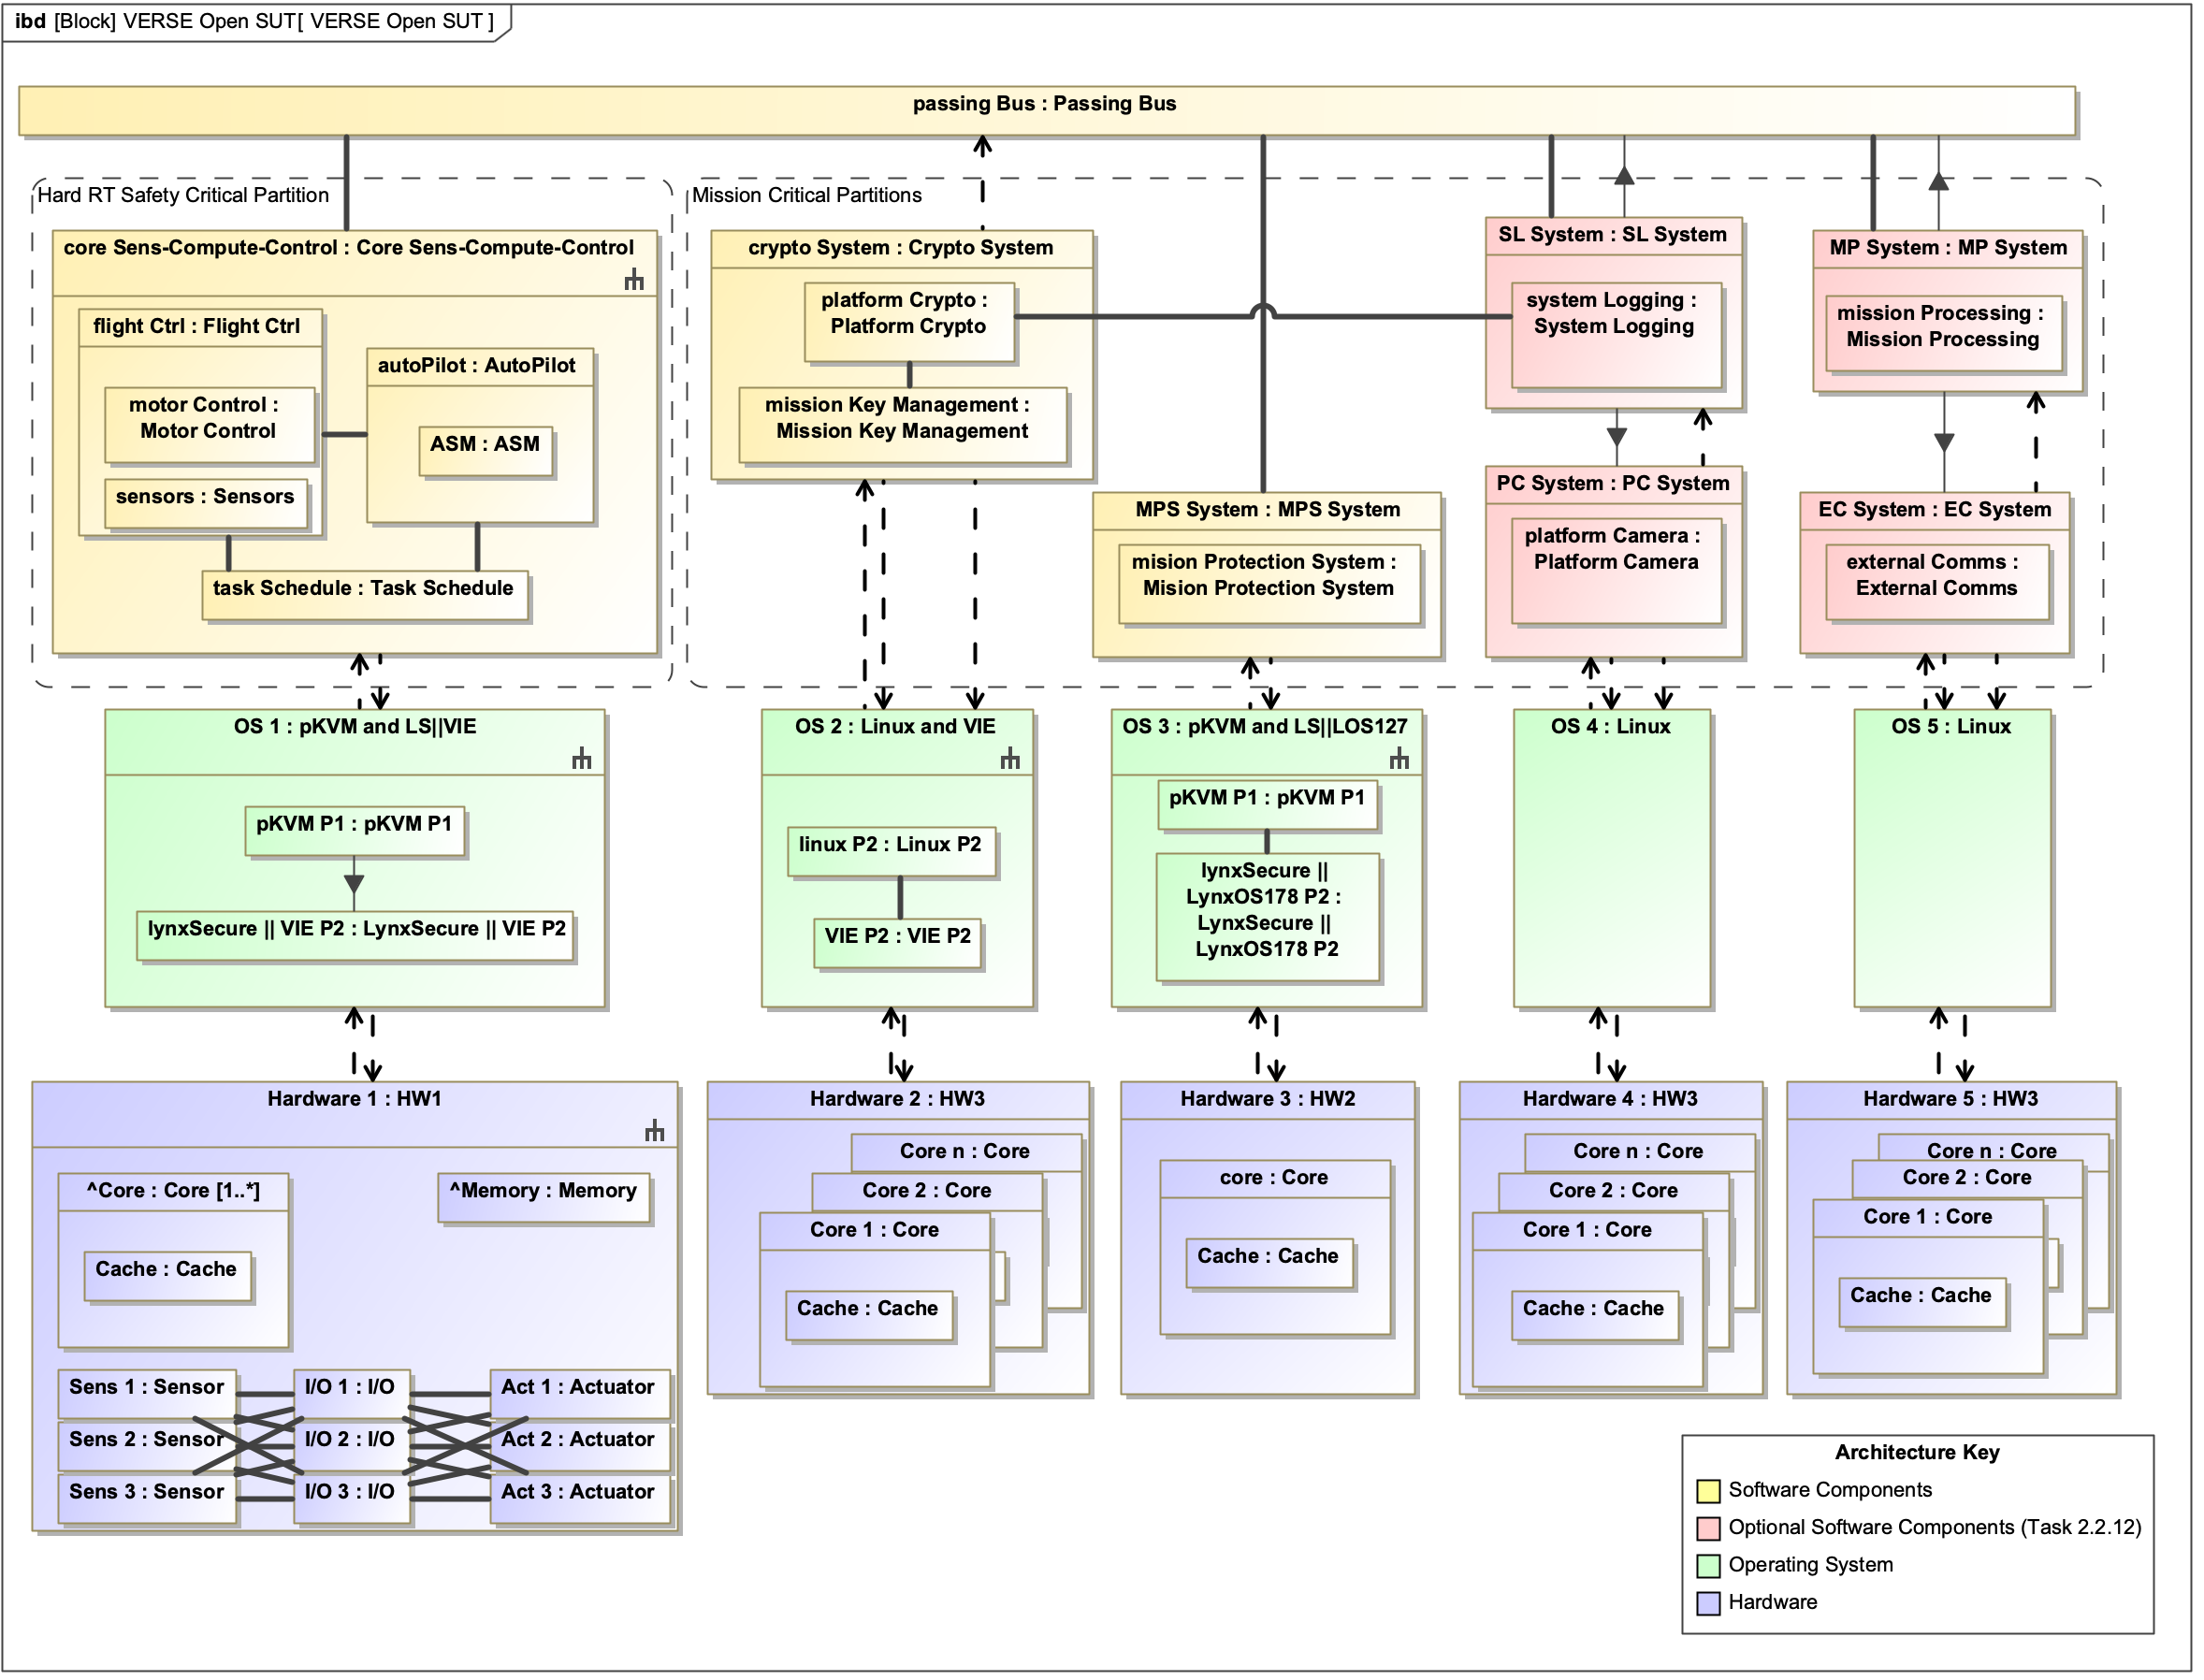 ibd [Block] VERSE Open SUT[ VERSE Open SUT ]
passing Bus : Passing Bus
Hard RT Safety Critical Partition
core Sens-Compute-Control : Core Sens-Compute-Control
flight Ctrl : Flight Ctrl
motor Control :
Motor Control
sensors : Sensors
autoPilot : AutoPilot
ASM : ASM
task Schedule : Task Schedule
Mission Critical Partitions
crypto System : Crypto System
platform Crypto :
Platform Crypto
mission Key Management :
Mission Key Management
MPS System : MPS System
mision Protection System :
Mision Protection System
SL System : SL System
system Logging :
System Logging
PC System : PC System
platform Camera :
Platform Camera
MP System : MP System
mission Processing :
Mission Processing
EC System : EC System
external Comms :
External Comms
OS 1 : pKVM and LS||VIE
pKVM P1 : pKVM P1
lynxSecure || VIE P2 : LynxSecure || VIE P2
OS 2 : Linux and VIE
linux P2 : Linux P2
VIE P2 : VIE P2
OS 3 : pKVM and LS||LOS127
pKVM P1 : pKVM P1
lynxSecure ||
LynxOS178 P2 :
LynxSecure ||
LynxOS178 P2
OS 4 : Linux
OS 5 : Linux
Hardware 1 : HW1
^Core : Core [1..*]
Cache : Cache
^Memory : Memory
Sens 1 : Sensor
I/O 1 : I/O
Act 1 : Actuator
Sens 2 : Sensor
I/O 2 : I/O
Act 2 : Actuator
Sens 3 : Sensor
I/O 3 : I/O
Act 3 : Actuator
Hardware 2 : HW3
Core n : Core
Core 2 : Core
Core 1 : Core
Cache : Cache
Hardware 3 : HW2
core : Core
Cache : Cache
Hardware 4 : HW3
Core n : Core
Core 2 : Core
Core 1 : Core
Cache : Cache
Hardware 5 : HW3
Core n : Core
Core 2 : Core
Core 1 : Core
Cache : Cache
Architecture Key
Software Components
Optional Software Components (Task 2.2.12)
Operating System
Hardware